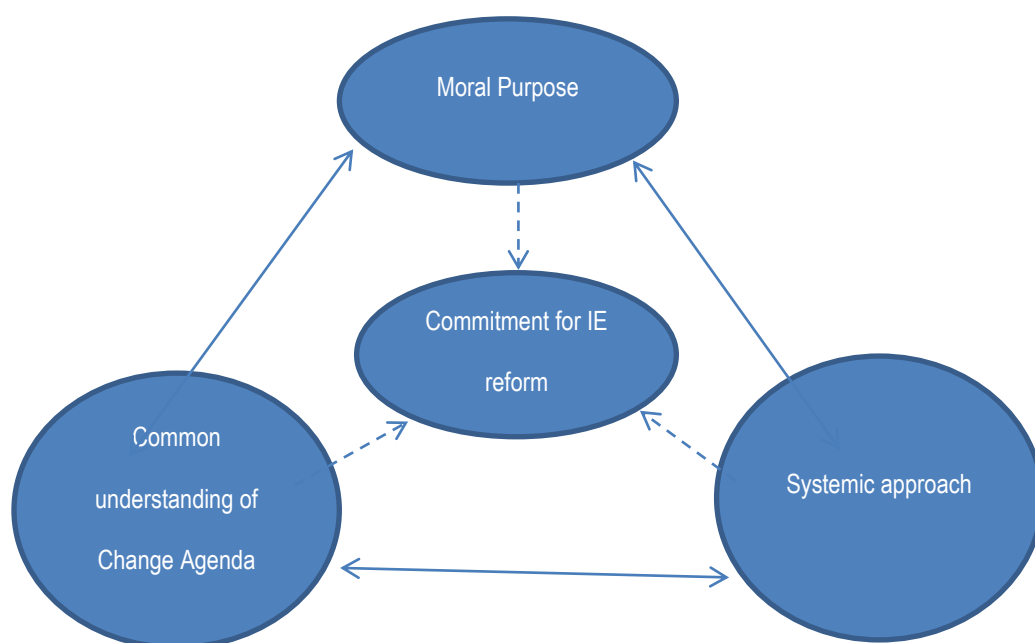 Moral Purpose
Commitment for IE
reform
Common
understanding of
Change Agenda
Systemic approach